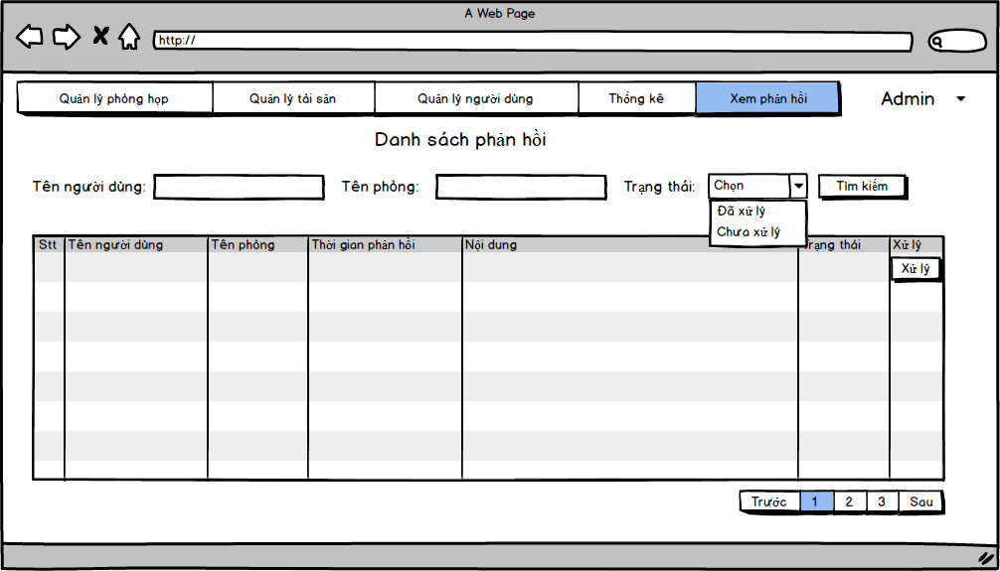 A Web Page
http://
Quản lý phòng họp Quản lý tài sản Quản lý người dùng Thống kê Xem phản hồi Admin
Danh sách phản hồi
Tên người dùng: Tên phòng: Trạng thái: Chọn Tìm kiếm
Đã xử lý
Chưa xử lý
Stt Tên người dùng Tên phòng Thời gian phản hồi Nội dung Trạng thái Xử lý
Xử lý
Trước 1 2 3 Sau